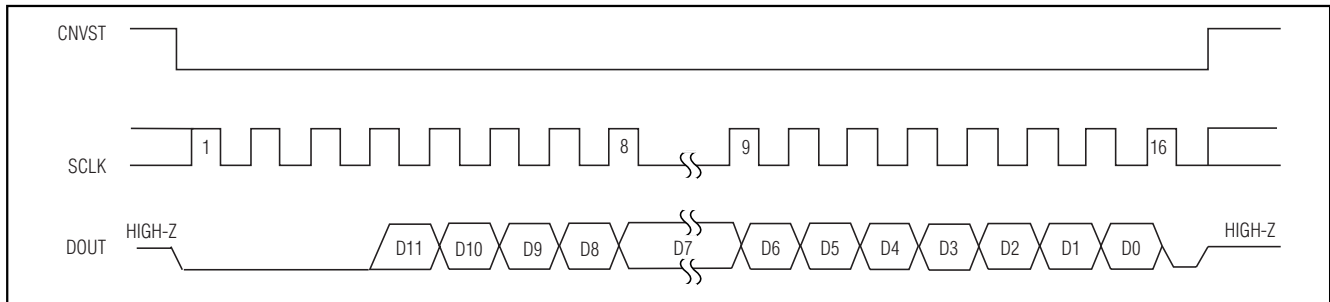 CNVST
1
8
9
16
SCLK
HIGH-Z
HIGH-Z
DOUT
D11
D10
D9
D8
D7
D6
D5
D4
D3
D2
D1
D0